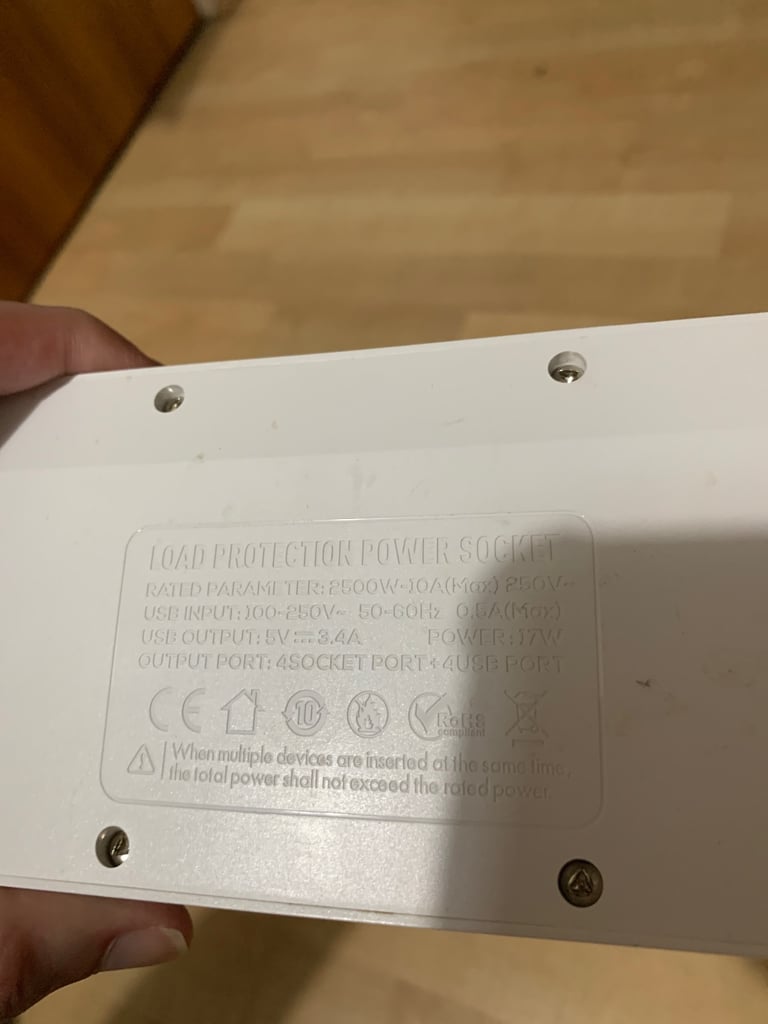 LOAD PROTECTION POWER SOCKET
RATED PARAMETER: 2500W-10A(Max) 250V~
USB INPUT: 100-250V~ 50-60Hz 0.5A(Max)
USB OUTPUT: 5V⎓3.4A POWER: 17W
OUTPUT PORT: 4SOCKET PORT+4USB PORT
CE 10 RoHS
compliant
When multiple devices are inserted at the same time,
the total power shall not exceed the rated power.